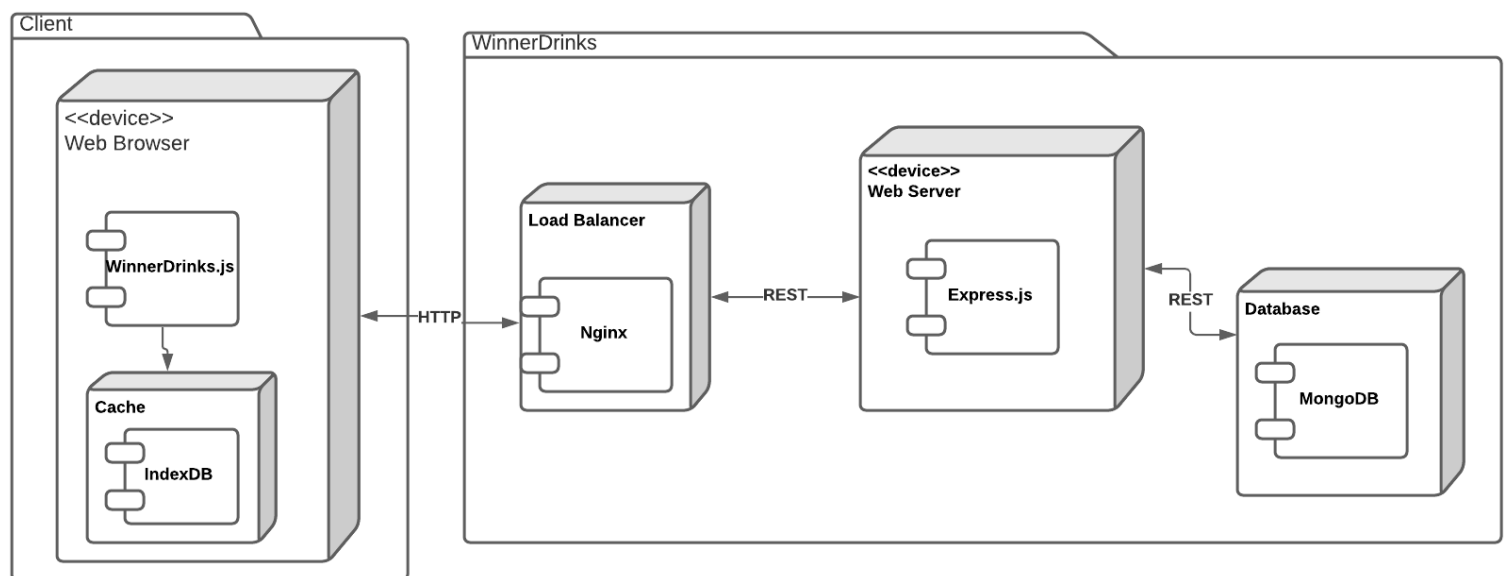 Client
<<device>>
Web Browser
WinnerDrinks.js
Cache
IndexDB
HTTP
WinnerDrinks
Load Balancer
Nginx
REST
<<device>>
Web Server
Express.js
REST
Database
MongoDB